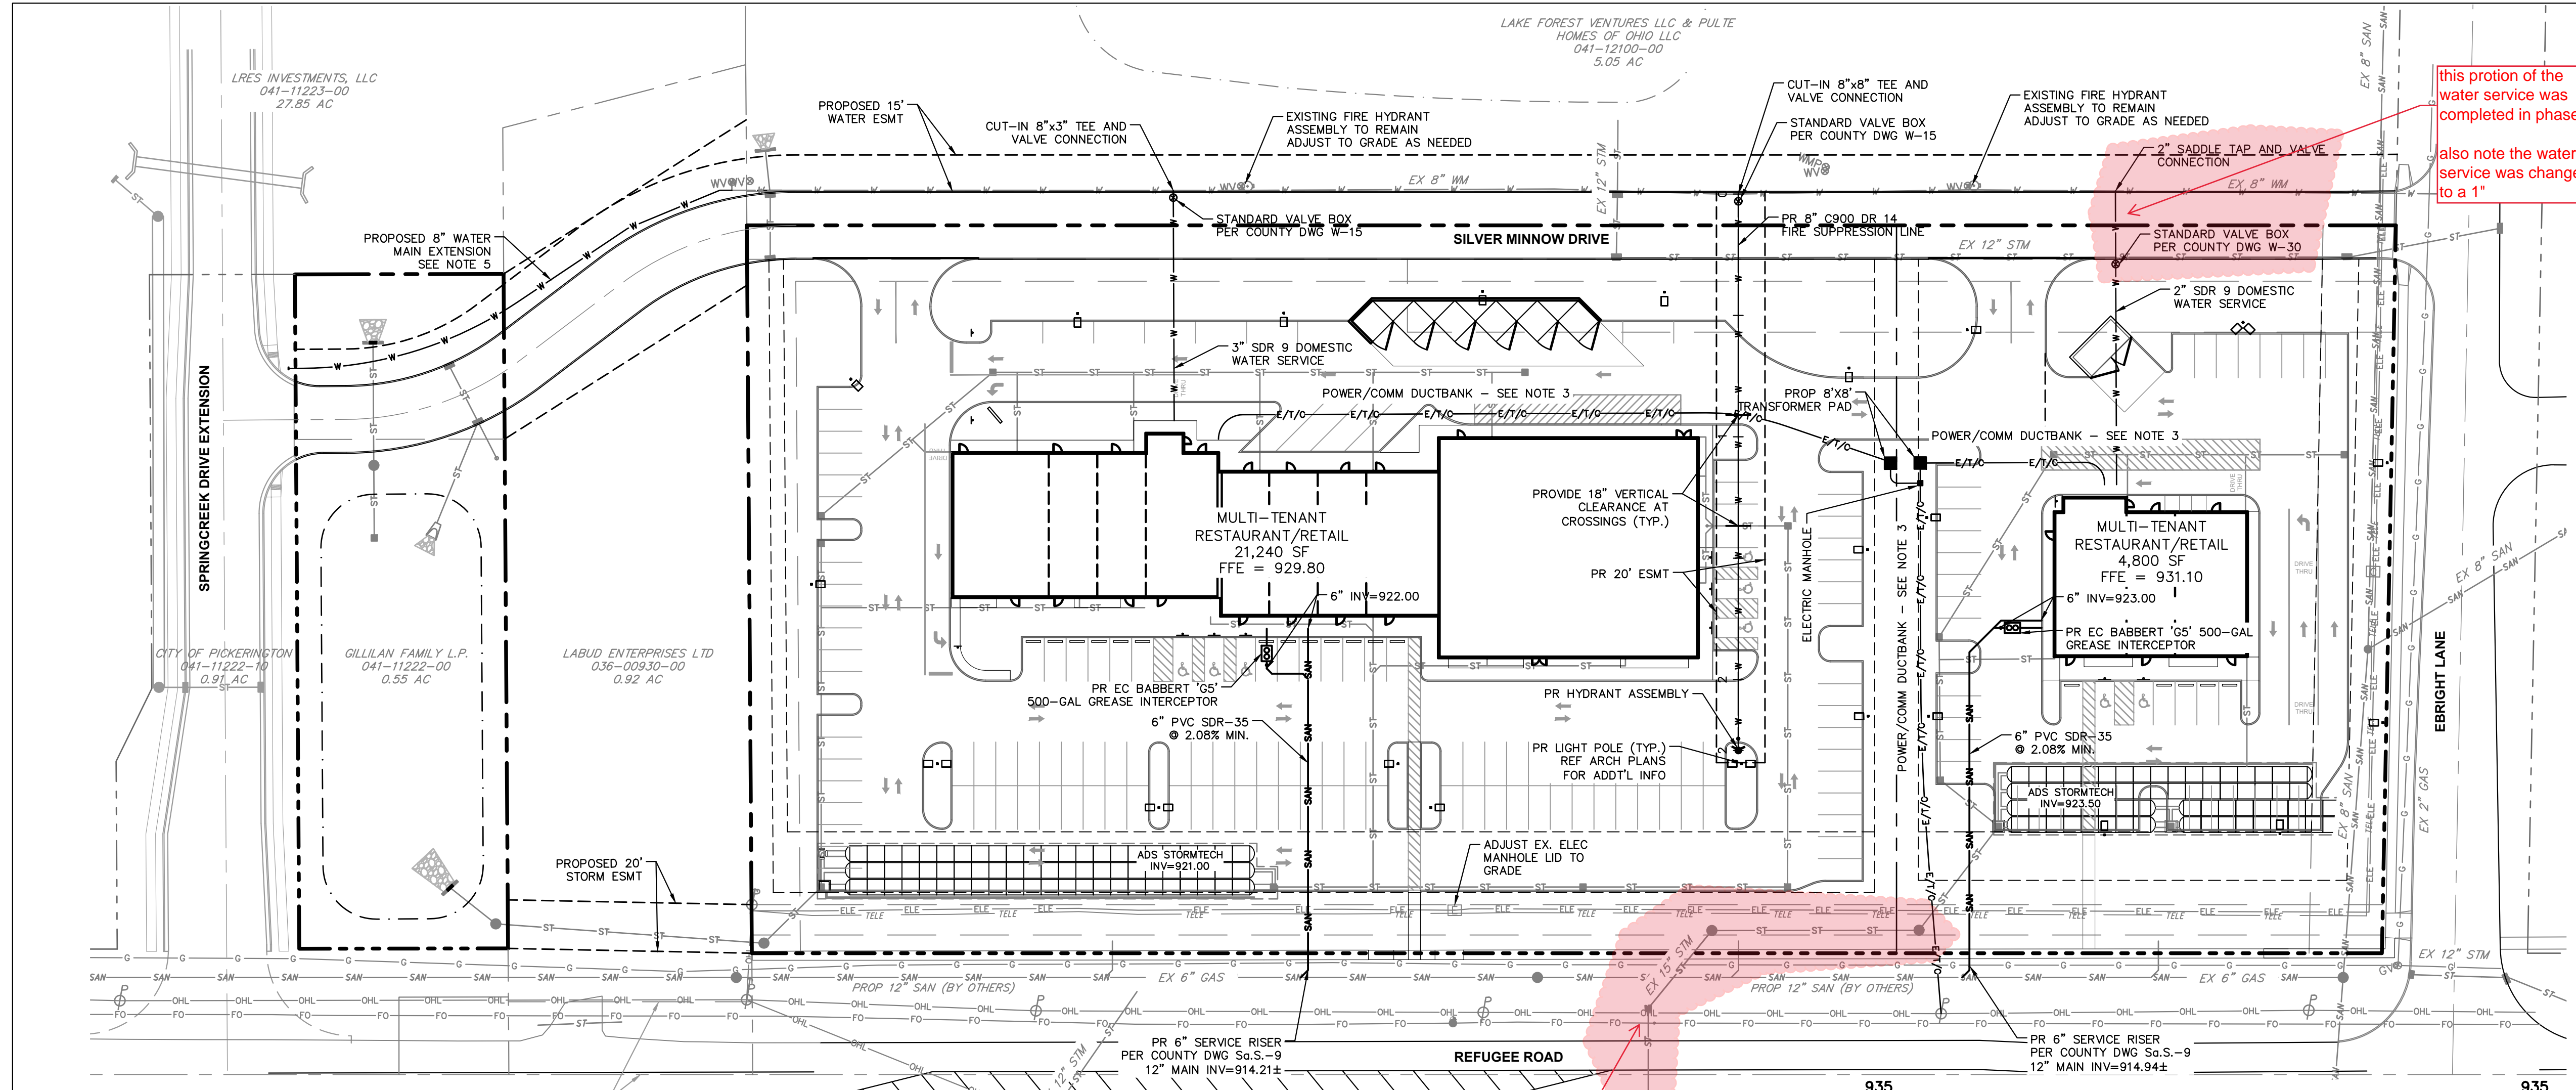 LAKE FOREST VENTURES LLC & PULTE
HOMES OF OHIO LLC
041-12100-00
5.05 AC
LRES INVESTMENTS, LLC
041-11223-00
27.85 AC
this protion of the
water service was
completed in phase
also note the water
service was change
to a 1"
PROPOSED 15'
WATER ESMT
CUT-IN 8"x3" TEE AND
VALVE CONNECTION
EXISTING FIRE HYDRANT
ASSEMBLY TO REMAIN
ADJUST TO GRADE AS NEEDED
CUT-IN 8"x8" TEE AND
VALVE CONNECTION
STANDARD VALVE BOX
PER COUNTY DWG W-15
EXISTING FIRE HYDRANT
ASSEMBLY TO REMAIN
ADJUST TO GRADE AS NEEDED
2" SADDLE TAP AND VALVE
CONNECTION
EX 8" SAN
EX 12" STM
EX 8" WM
EX 8" WM
PROPOSED 8" WATER
MAIN EXTENSION
SEE NOTE 5
STANDARD VALVE BOX
PER COUNTY DWG W-15
SILVER MINNOW DRIVE
PR 8" C900 DR 14
FIRE SUPPRESSION LINE
EX 12" STM
STANDARD VALVE BOX
PER COUNTY DWG W-30
2" SDR 9 DOMESTIC
WATER SERVICE
3" SDR 9 DOMESTIC
WATER SERVICE
POWER/COMM DUCTBANK - SEE NOTE 3
PROP 8'X8'
TRANSFORMER PAD
POWER/COMM DUCTBANK - SEE NOTE 3
SPRINGCREEK DRIVE EXTENSION
PROVIDE 18" VERTICAL
CLEARANCE AT
CROSSINGS (TYP.)
MULTI-TENANT
RESTAURANT/RETAIL
21,240 SF
FFE = 929.80
MULTI-TENANT
RESTAURANT/RETAIL
4,800 SF
FFE = 931.10
PR 20' ESMT
ELECTRIC MANHOLE
POWER/COMM DUCTBANK - SEE NOTE 3
6" INV=922.00
6" INV=923.00
PR EC BABBERT 'G5' 500-GAL
GREASE INTERCEPTOR
EX 8" SAN
EBRIGHT LANE
CITY OF PICKERINGTON
041-11222-10
0.91 AC
GILLILAN FAMILY L.P.
041-11222-00
0.55 AC
LABUD ENTERPRISES LTD
036-00930-00
0.92 AC
PR EC BABBERT 'G5'
500-GAL GREASE INTERCEPTOR
PR HYDRANT ASSEMBLY
6" PVC SDR-35
@ 2.08% MIN.
6" PVC SDR-35
@ 2.08% MIN.
PR LIGHT POLE (TYP.)
REF ARCH PLANS
FOR ADDT'L INFO
ADS STORMTECH
INV=923.50
EX 8" SAN
EX 2" GAS
ADS STORMTECH
INV=921.00
ADJUST EX. ELEC
MANHOLE LID TO
GRADE
PROPOSED 20'
STORM ESMT
EX 15" STM
EX 12" STM
EX 6" GAS
EX 6" GAS
PROP 12" SAN (BY OTHERS)
PROP 12" SAN (BY OTHERS)
PR 6" SERVICE RISER
PER COUNTY DWG Sa.S.-9
12" MAIN INV=914.21±
REFUGEE ROAD
PR 6" SERVICE RISER
PER COUNTY DWG Sa.S.-9
12" MAIN INV=914.94±
935
935